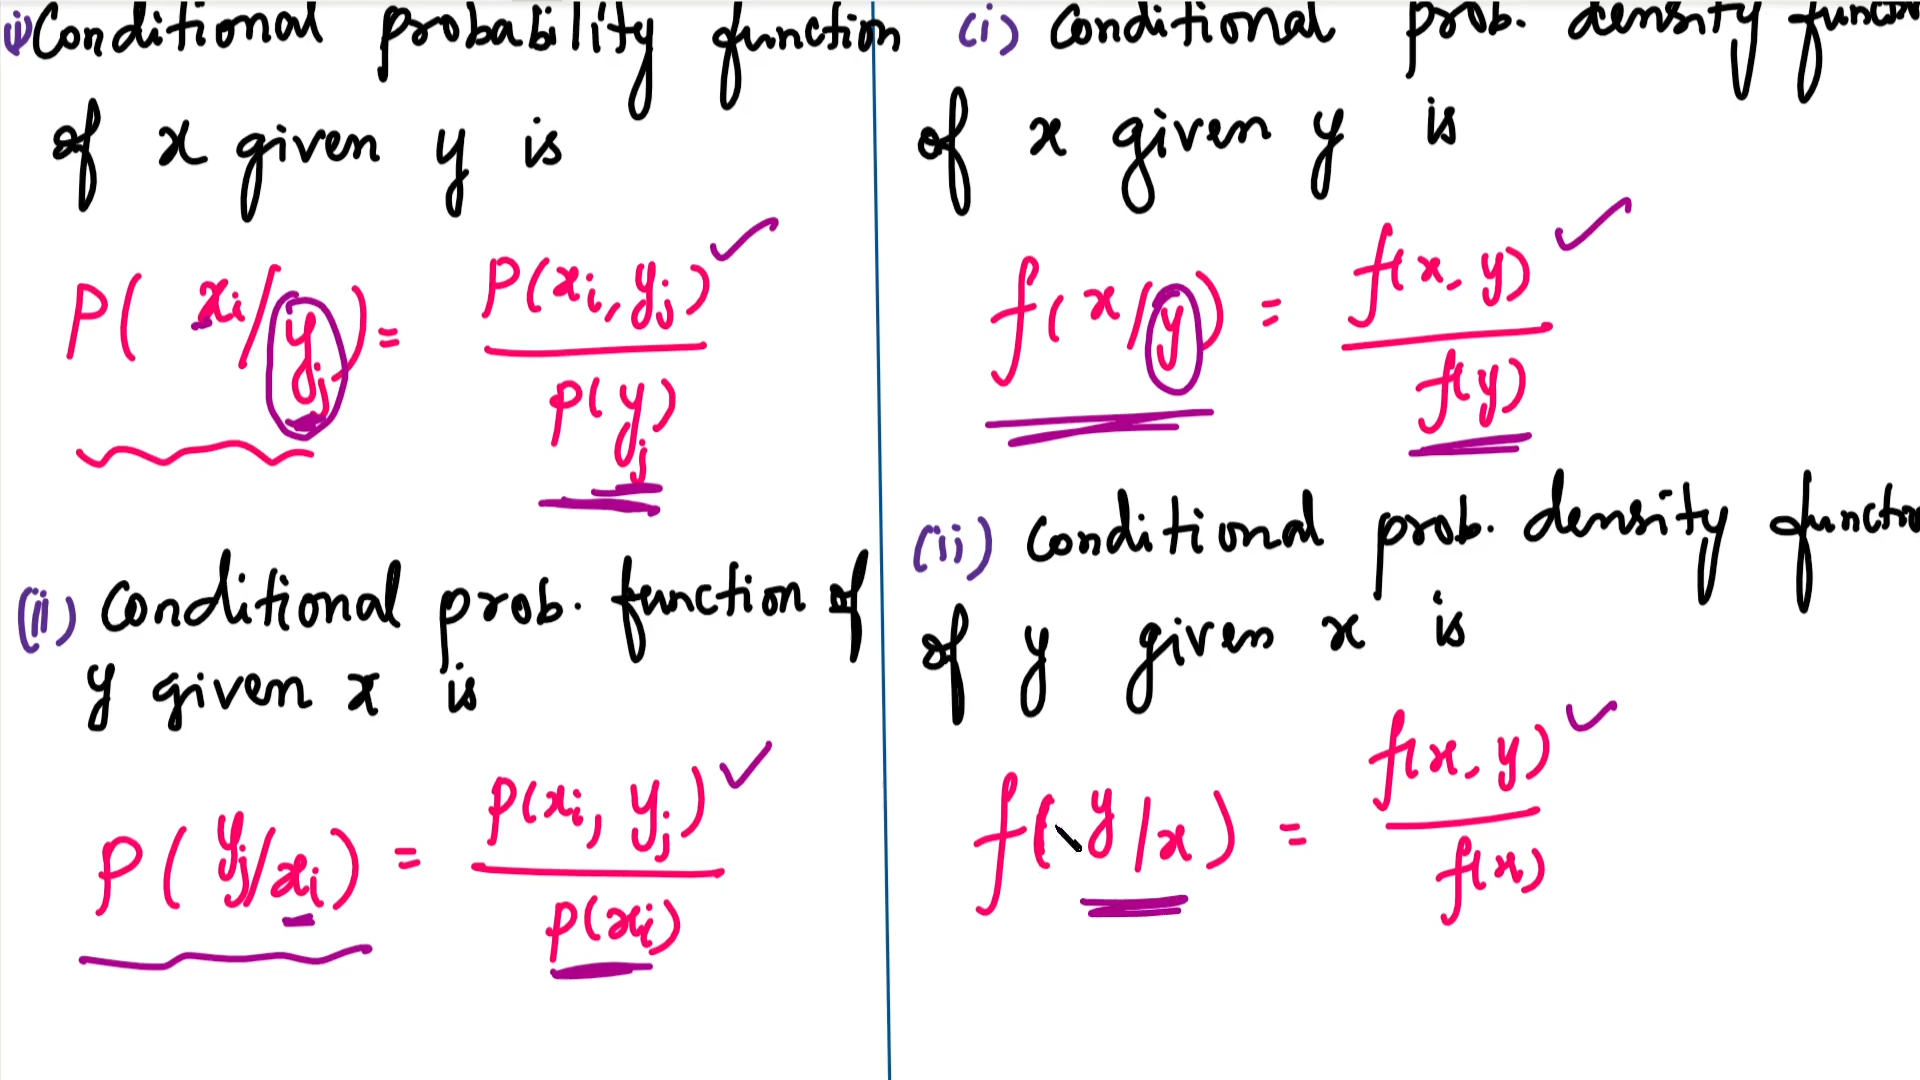 (i) Conditional probability function
of x given y is
P( xi/yj ) = P(xi, yj) / P(yj)
(ii) Conditional prob. function of
y given x is
P( yj/xi ) = P(xi, yj) / P(xi)
(i) Conditional prob. density functio
of x given y is
f( x/y ) = f(x, y) / f(y)
(ii) Conditional prob. density functio
of y given x is
f( y/x ) = f(x, y) / f(x)